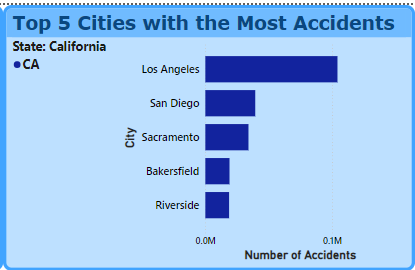 Top 5 Cities with the Most Accidents
State: California
CA
Los Angeles
San Diego
Sacramento
Bakersfield
Riverside
City
0.0M 0.1M
Number of Accidents